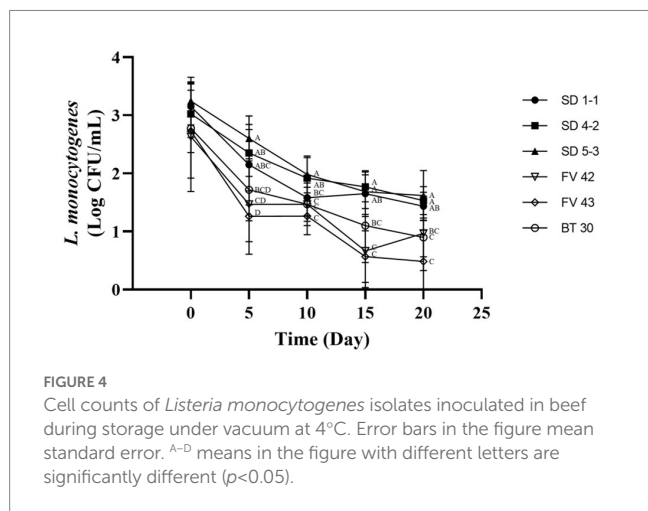 4
3
2
1
0
L. monocytogenes
(Log CFU/mL)
A
AB
ABC
BCD
CD
D
A
AB
BC
C
C
A
A
AB
BC
C
C
A
A
AB
BC
C
C
0 5 10 15 20 25
Time (Day)
SD 1-1
SD 4-2
SD 5-3
FV 42
FV 43
BT 30
FIGURE 4
Cell counts of Listeria monocytogenes isolates inoculated in beef
during storage under vacuum at 4°C. Error bars in the figure mean
standard error. A–D means in the figure with different letters are
significantly different (p<0.05).